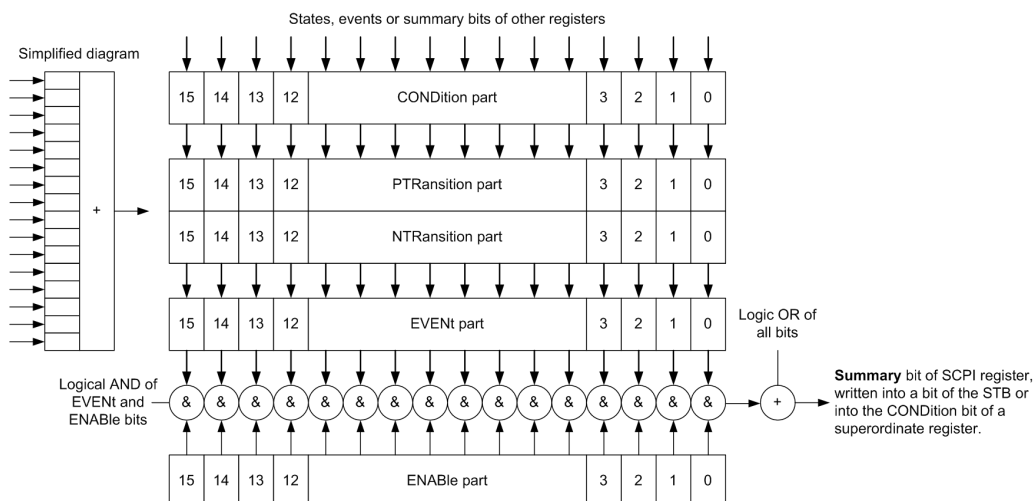 States, events or summary bits of other registers
Simplified diagram
15 14 13 12 CONDition part 3 2 1 0
15 14 13 12 PTRansition part 3 2 1 0
+
15 14 13 12 NTRansition part 3 2 1 0
15 14 13 12 EVENt part 3 2 1 0
Logic OR of
all bits
Logical AND of
EVENt and
ENABle bits
& & & & & & & & & & & & & & & &
+
Summary bit of SCPI register,
written into a bit of the STB or
into the CONDition bit of a
superordinate register.
15 14 13 12 ENABle part 3 2 1 0